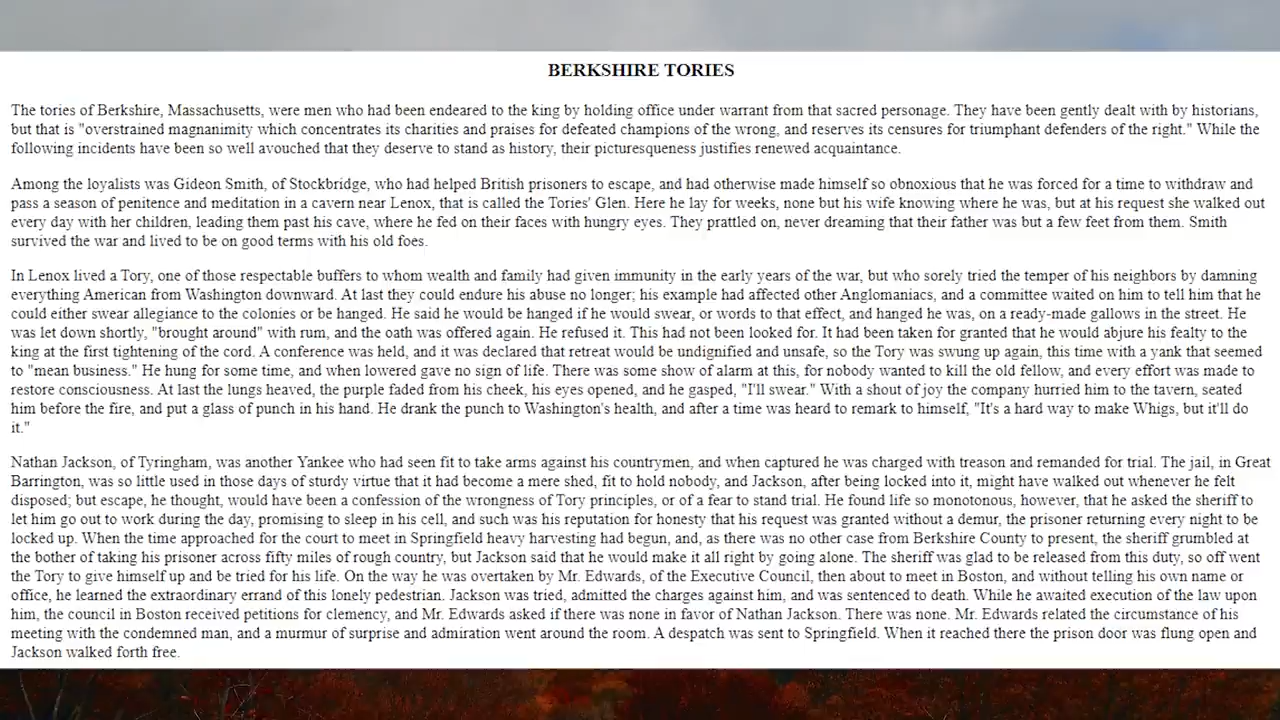 BERKSHIRE TORIES
The tories of Berkshire, Massachusetts, were men who had been endeared to the king by holding office under warrant from that sacred personage. They have been gently dealt with by historians,
but that is "overstrained magnanimity which concentrates its charities and praises for defeated champions of the wrong, and reserves its censures for triumphant defenders of the right." While the
following incidents have been so well avouched that they deserve to stand as history, their picturesqueness justifies renewed acquaintance.
Among the loyalists was Gideon Smith, of Stockbridge, who had helped British prisoners to escape, and had otherwise made himself so obnoxious that he was forced for a time to withdraw and
pass a season of penitence and meditation in a cavern near Lenox, that is called the Tories' Glen. Here he lay for weeks, none but his wife knowing where he was, but at his request she walked out
every day with her children, leading them past his cave, where he fed on their faces with hungry eyes. They prattled on, never dreaming that their father was but a few feet from them. Smith
survived the war and lived to be on good terms with his old foes.
In Lenox lived a Tory, one of those respectable buffers to whom wealth and family had given immunity in the early years of the war, but who sorely tried the temper of his neighbors by damning
everything American from Washington downward. At last they could endure his abuse no longer; his example had affected other Anglomaniacs, and a committee waited on him to tell him that he
could either swear allegiance to the colonies or be hanged. He said he would be hanged if he would swear, or words to that effect, and hanged he was, on a ready-made gallows in the street. He
was let down shortly, "brought around" with rum, and the oath was offered again. He refused it. This had not been looked for. It had been taken for granted that he would abjure his fealty to the
king at the first tightening of the cord. A conference was held, and it was declared that retreat would be undignified and unsafe, so the Tory was swung up again, this time with a yank that seemed
to "mean business." He hung for some time, and when lowered gave no sign of life. There was some show of alarm at this, for nobody wanted to kill the old fellow, and every effort was made to
restore consciousness. At last the lungs heaved, the purple faded from his cheek, his eyes opened, and he gasped, "I'll swear." With a shout of joy the company hurried him to the tavern, seated
him before the fire, and put a glass of punch in his hand. He drank the punch to Washington's health, and after a time was heard to remark to himself, "It's a hard way to make Whigs, but it'll do
it."
Nathan Jackson, of Tyringham, was another Yankee who had seen fit to take arms against his countrymen, and when captured he was charged with treason and remanded for trial. The jail, in Great
Barrington, was so little used in those days of sturdy virtue that it had become a mere shed, fit to hold nobody, and Jackson, after being locked into it, might have walked out whenever he felt
disposed; but escape, he thought, would have been a confession of the wrongness of Tory principles, or of a fear to stand trial. He found life so monotonous, however, that he asked the sheriff to
let him go out to work during the day, promising to sleep in his cell, and such was his reputation for honesty that his request was granted without a demur, the prisoner returning every night to be
locked up. When the time approached for the court to meet in Springfield heavy harvesting had begun, and, as there was no other case from Berkshire County to present, the sheriff grumbled at
the bother of taking his prisoner across fifty miles of rough country, but Jackson said that he would make it all right by going alone. The sheriff was glad to be released from this duty, so off went
the Tory to give himself up and be tried for his life. On the way he was overtaken by Mr. Edwards, of the Executive Council, then about to meet in Boston, and without telling his own name or
office, he learned the extraordinary errand of this lonely pedestrian. Jackson was tried, admitted the charges against him, and was sentenced to death. While he awaited execution of the law upon
him, the council in Boston received petitions for clemency, and Mr. Edwards asked if there was none in favor of Nathan Jackson. There was none. Mr. Edwards related the circumstance of his
meeting with the condemned man, and a murmur of surprise and admiration went around the room. A despatch was sent to Springfield. When it reached there the prison door was flung open and
Jackson walked forth free.